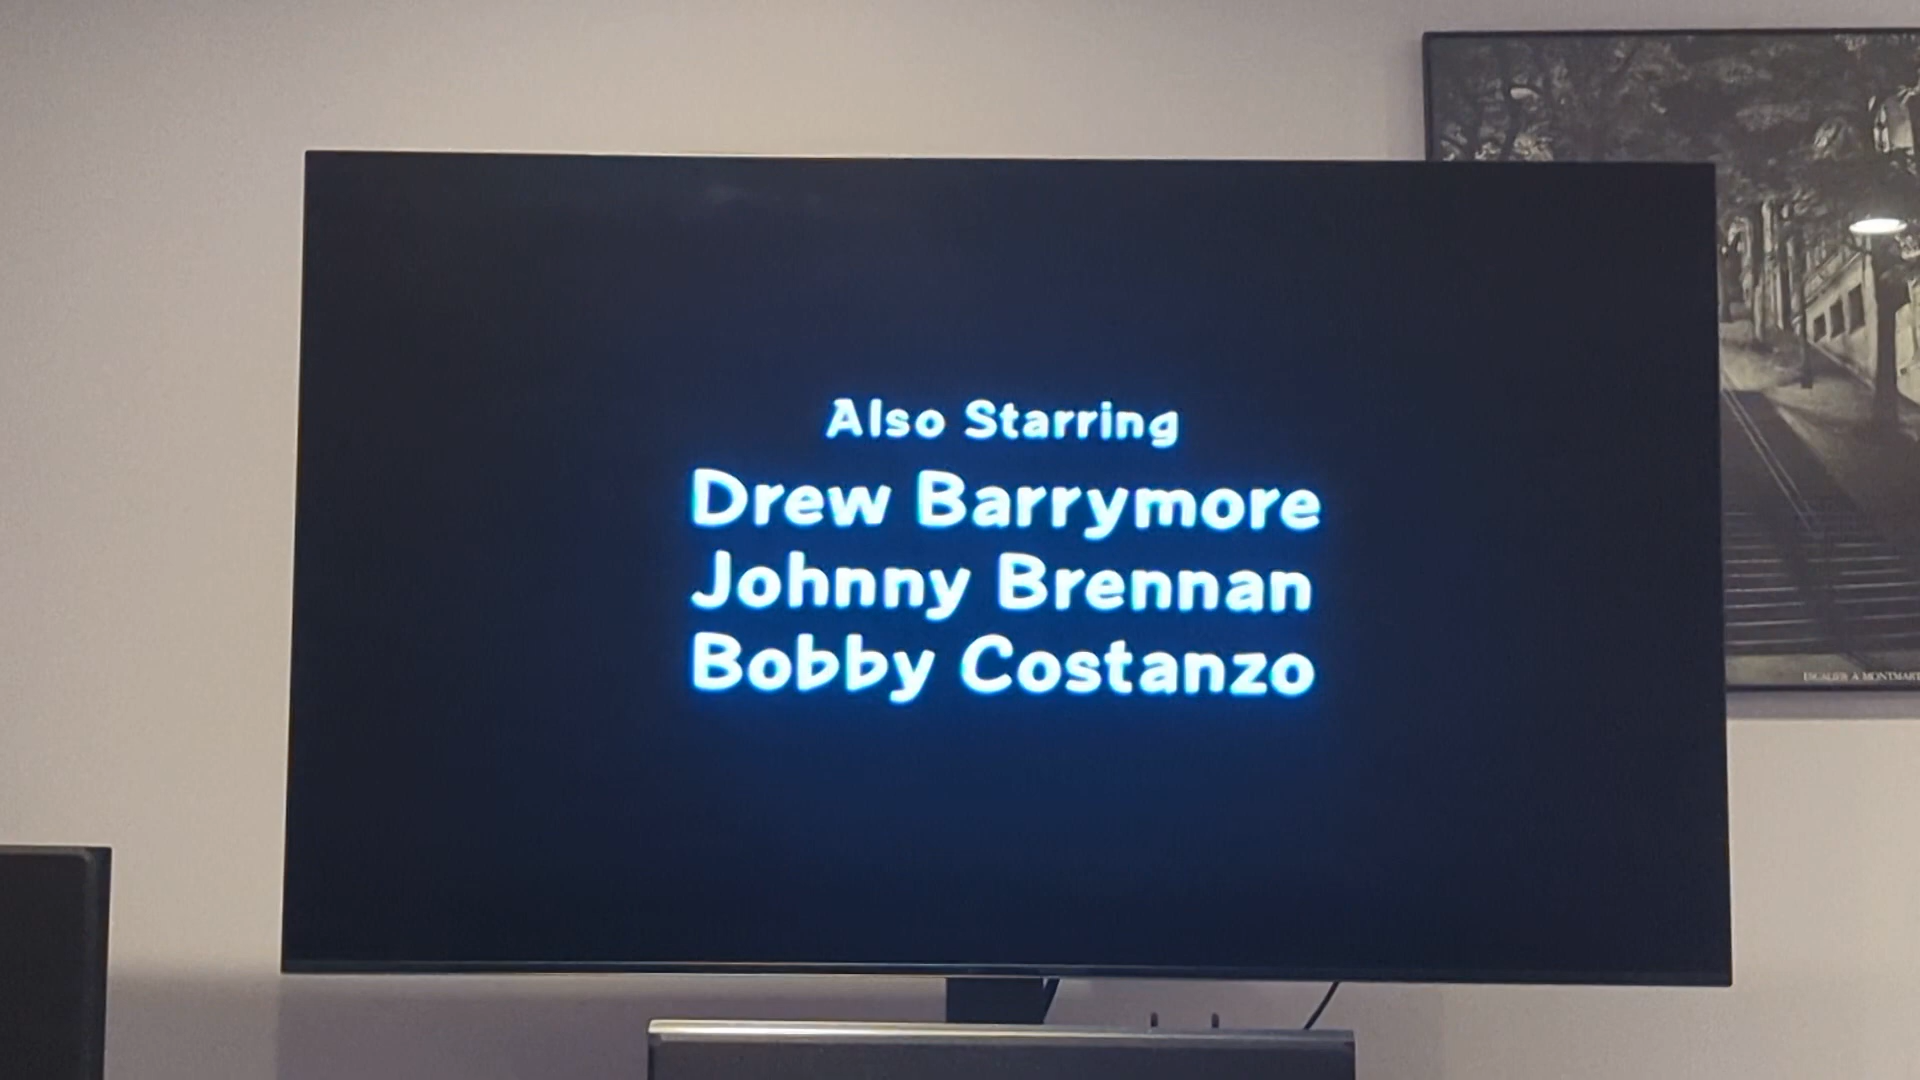 Also Starring
Drew Barrymore
Johnny Brennan
Bobby Costanzo